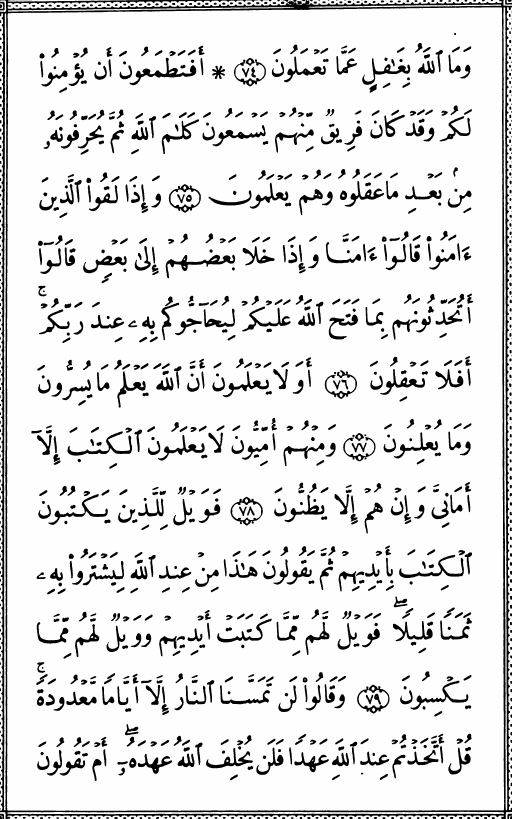 وَمَا ٱللَّهُ بِغَٰفِلٍ عَمَّا تَعۡمَلُونَ ٧٤ ۞ أَفَتَطۡمَعُونَ أَن يُؤۡمِنُواْ
لَكُمۡ وَقَدۡ كَانَ فَرِيقٞ مِّنۡهُمۡ يَسۡمَعُونَ كَلَٰمَ ٱللَّهِ ثُمَّ يُحَرِّفُونَهُۥ
مِنۢ بَعۡدِ مَا عَقَلُوهُ وَهُمۡ يَعۡلَمُونَ ٧٥ وَإِذَا لَقُواْ ٱلَّذِينَ
ءَامَنُواْ قَالُوٓاْ ءَامَنَّا وَإِذَا خَلَا بَعۡضُهُمۡ إِلَىٰ بَعۡضٖ قَالُوٓاْ
أَتُحَدِّثُونَهُم بِمَا فَتَحَ ٱللَّهُ عَلَيۡكُمۡ لِيُحَآجُّوكُم بِهِۦ عِندَ رَبِّكُمۡۚ
أَفَلَا تَعۡقِلُونَ ٧٦ أَوَلَا يَعۡلَمُونَ أَنَّ ٱللَّهَ يَعۡلَمُ مَا يُسِرُّونَ
وَمَا يُعۡلِنُونَ ٧٧ وَمِنۡهُمۡ أُمِّيُّونَ لَا يَعۡلَمُونَ ٱلۡكِتَٰبَ إِلَّآ
أَمَانِيَّ وَإِنۡ هُمۡ إِلَّا يَظُنُّونَ ٧٨ فَوَيۡلٞ لِّلَّذِينَ يَكۡتُبُونَ
ٱلۡكِتَٰبَ بِأَيۡدِيهِمۡ ثُمَّ يَقُولُونَ هَٰذَا مِنۡ عِندِ ٱللَّهِ لِيَشۡتَرُواْ بِهِۦ
ثَمَنٗا قَلِيلٗاۖ فَوَيۡلٞ لَّهُم مِّمَّا كَتَبَتۡ أَيۡدِيهِمۡ وَوَيۡلٞ لَّهُم مِّمَّا
يَكۡسِبُونَ ٧٩ وَقَالُواْ لَن تَمَسَّنَا ٱلنَّارُ إِلَّآ أَيَّامٗا مَّعۡدُودَةٗۚ
قُلۡ أَتَّخَذۡتُمۡ عِندَ ٱللَّهِ عَهۡدٗا فَلَن يُخۡلِفَ ٱللَّهُ عَهۡدَهُۥٓۖ أَمۡ تَقُولُونَ